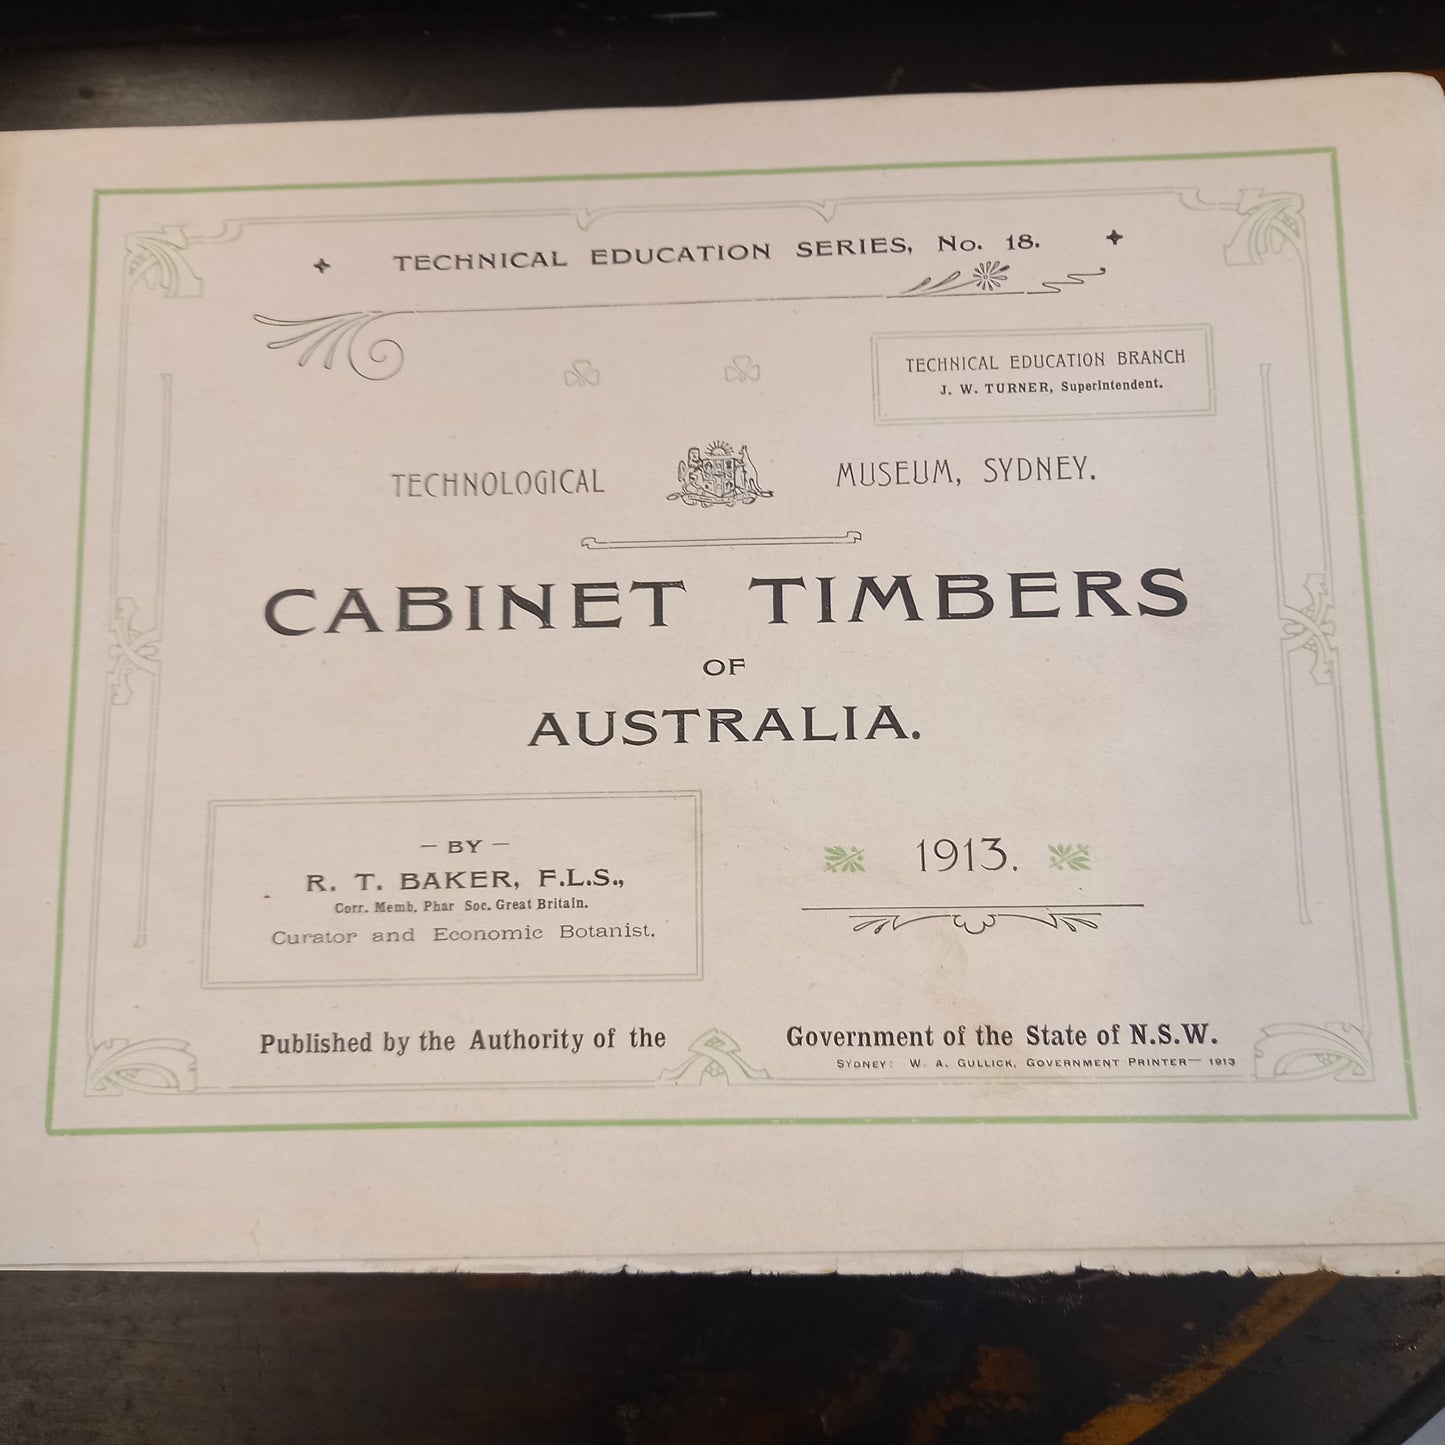 TECHNICAL EDUCATION SERIES, No. 18.
TECHNICAL EDUCATION BRANCH
J. W. TURNER, Superintendent.
TECHNOLOGICAL MUSEUM, SYDNEY.
CABINET TIMBERS
OF
AUSTRALIA.
— BY —
R. T. BAKER, F.L.S.,
Corr. Memb. Phar Soc. Great Britain.
Curator and Economic Botanist.
1913.
Published by the Authority of the Government of the State of N.S.W.
SYDNEY: W. A. GULLICK, GOVERNMENT PRINTER— 1913